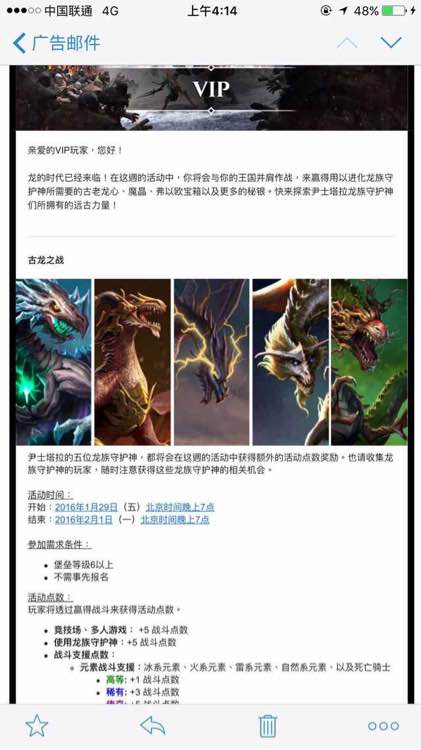 中国联通 4G 上午4:14 48%
广告邮件
VIP
亲爱的VIP玩家，您好！
龙的时代已经来临！在这週的活动中，你将会与你的王国并肩作战，来赢得用以进化龙族守
护神所需要的古老龙心、魔晶、弗以欧宝箱以及更多的秘银。快来探索尹士塔拉龙族守护神
们所拥有的远古力量！
古龙之战
尹士塔拉的五位龙族守护神，都将会在这週的活动中获得额外的活动点数奖励。也请收集龙
族守护神的玩家，随时注意获得这些龙族守护神的相关机会。
活动时间：
开始：2016年1月29日（五）北京时间晚上7点
结束：2016年2月1日（一）北京时间晚上7点
参加需求条件：
堡垒等级6以上
不需事先报名
活动点数：
玩家将透过赢得战斗来获得活动点数。
竞技场、多人游戏： +5 战斗点数
使用龙族守护神：+5 战斗点数
战斗支援点数：
元素战斗支援：冰系元素、火系元素、雷系元素、自然系元素、以及死亡骑士
高等: +1 战斗点数
稀有: +3 战斗点数